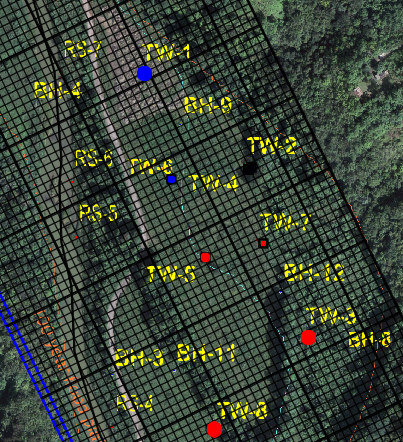 RS-7
TW-1
BH-4
BH-9
TW-2
RS-6
TW-6
TW-4
RS-5
TW-7
TW-5
BH-12
TW-3
BH-8
BH-3
BH-11
RS-4
TW-8